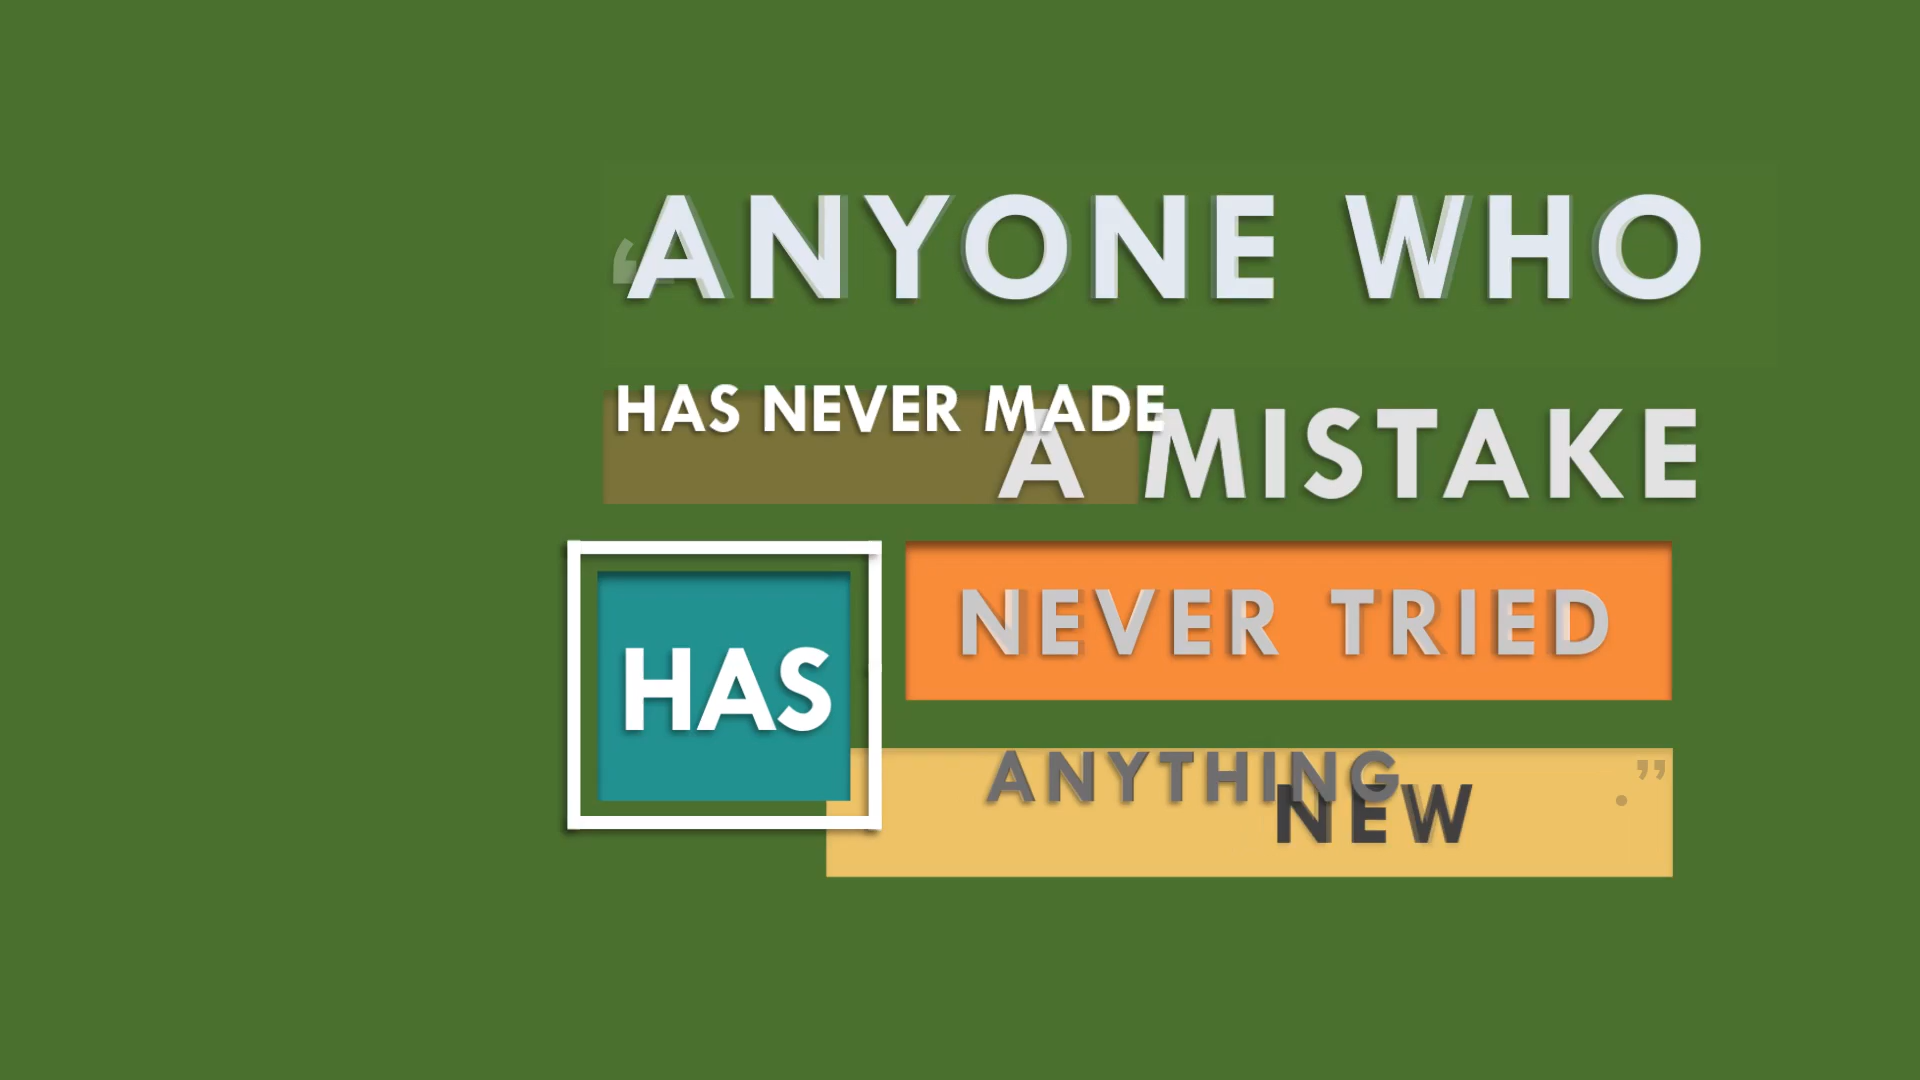 “ANYONE WHO
HAS NEVER MADE
A MISTAKE
HAS
NEVER TRIED
ANYTHING
NEW.”